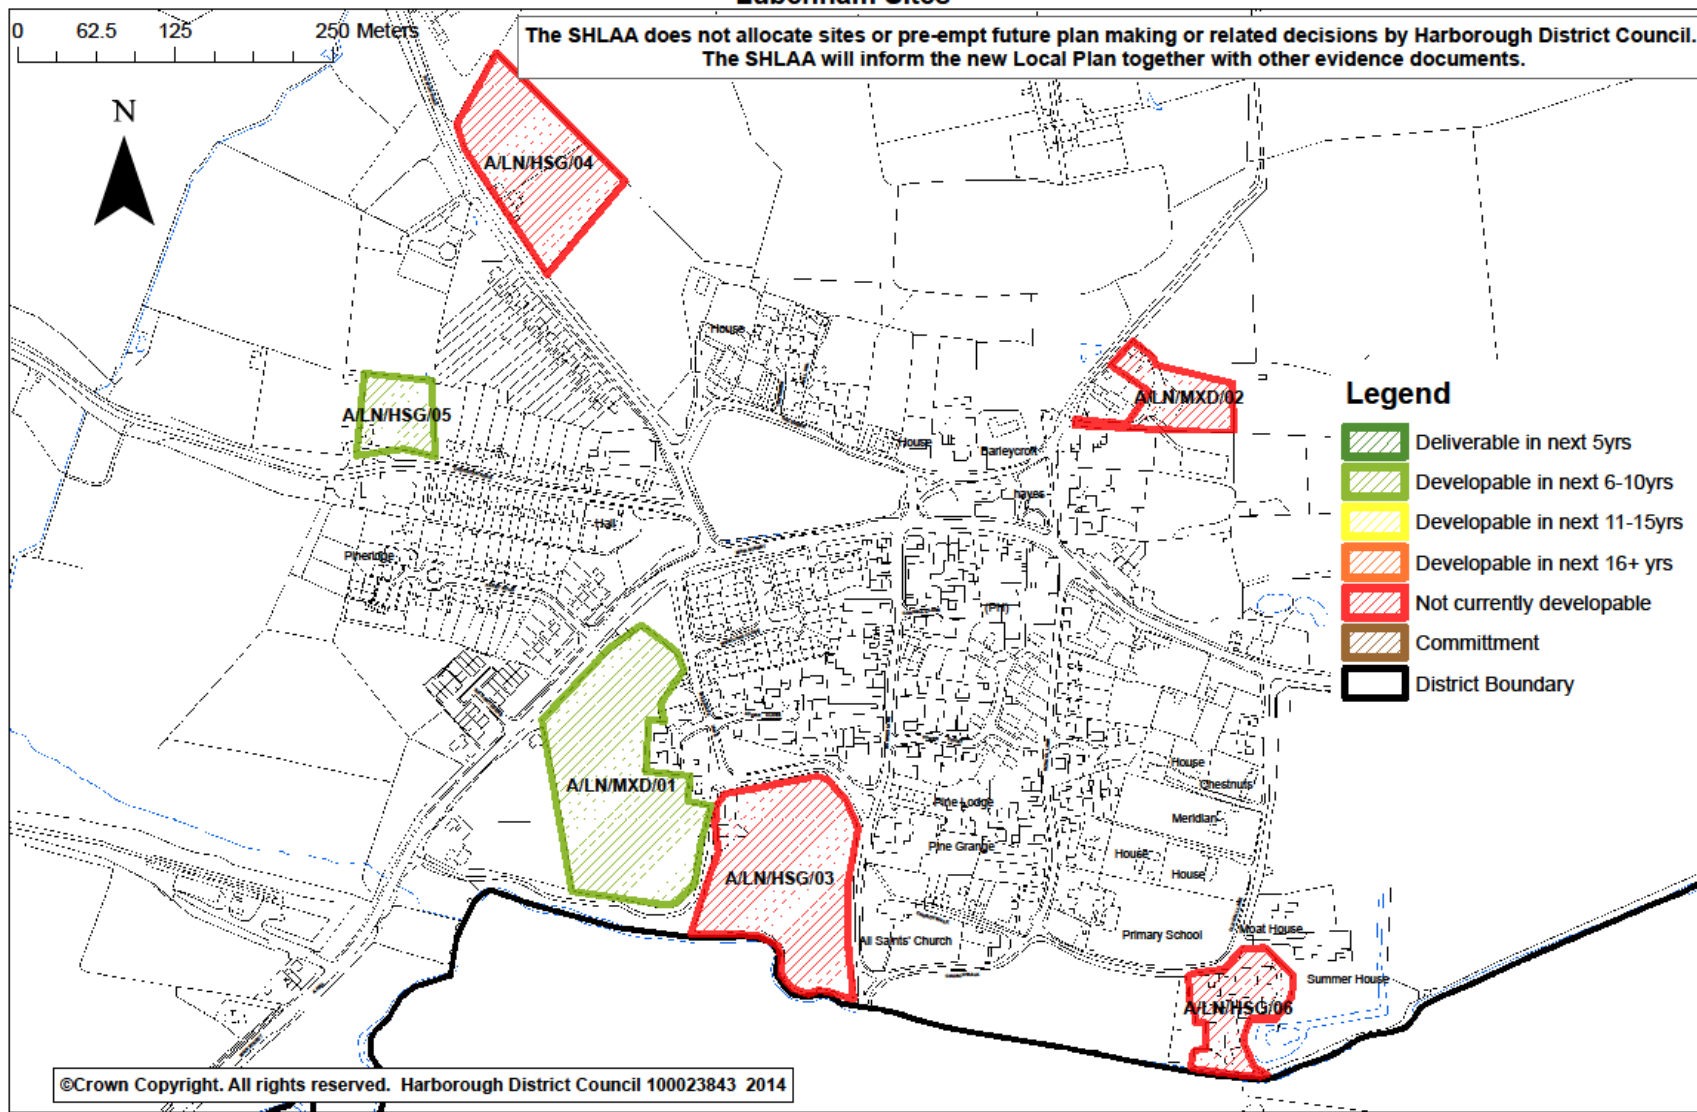 Lubenham Sites
0 62.5 125 250 Meters
The SHLAA does not allocate sites or pre-empt future plan making or related decisions by Harborough District Council.
The SHLAA will inform the new Local Plan together with other evidence documents.
N
A/LN/HSG/04
House
A/LN/HSG/05
A/LN/MXD/02
House
Barleycroft
hayes
Hall
Pineridge
(PH)
Legend
Deliverable in next 5yrs
Developable in next 6-10yrs
Developable in next 11-15yrs
Developable in next 16+ yrs
Not currently developable
Committment
District Boundary
A/LN/MXD/01
House
Chestnuts
Pine Lodge
Meridian
Pine Grange
House
House
A/LN/HSG/03
All Saints' Church
Primary School
Moat House
Summer House
A/LN/HSG/06
©Crown Copyright. All rights reserved. Harborough District Council 100023843 2014